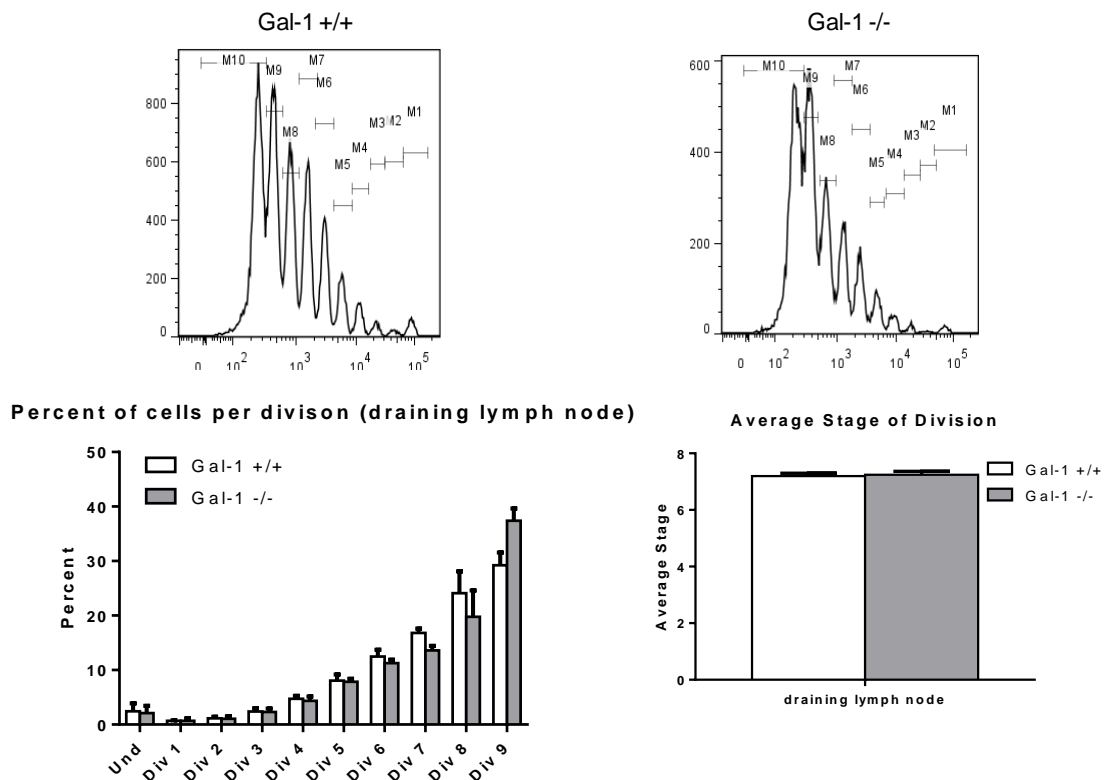 Gal-1 +/+
M10
M9
M8
M7
M6
M5
M4
M3
M2
M1
800
600
400
200
0
0 10^2 10^3 10^4 10^5
Gal-1 -/-
M10
M9
M8
M7
M6
M5
M4
M3
M2
M1
600
400
200
0
0 10^2 10^3 10^4 10^5
Percent of cells per divison (draining lymph node)
Gal-1 +/+
Gal-1 -/-
Percent
50
40
30
20
10
0
Und Div 1 Div 2 Div 3 Div 4 Div 5 Div 6 Div 7 Div 8 Div 9
Average Stage of Division
Gal-1 +/+
Gal-1 -/-
Average Stage
8
6
4
2
0
draining lymph node